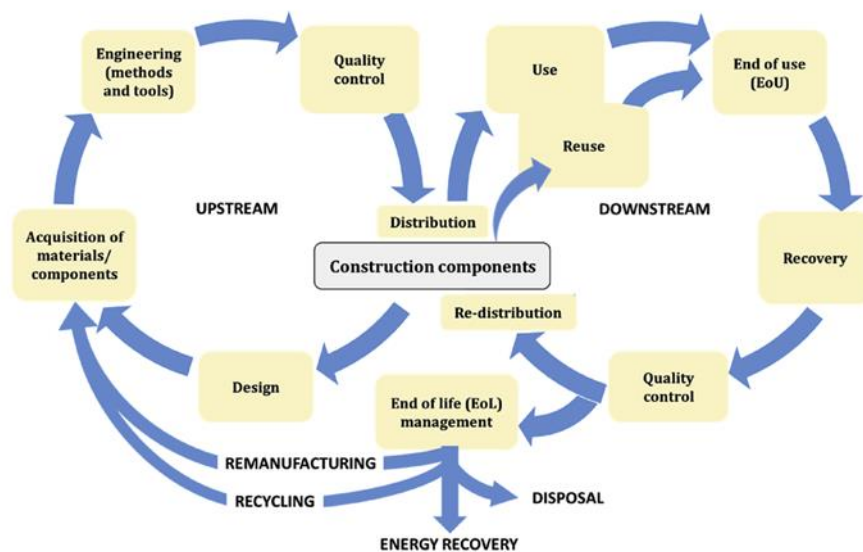 Engineering
(methods
and tools)
Quality
control
Use
End of use
(EoU)
Reuse
UPSTREAM
DOWNSTREAM
Distribution
Acquisition of
materials/
components
Construction components
Recovery
Re-distribution
Design
End of life (EoL)
management
Quality
control
REMANUFACTURING
RECYCLING
DISPOSAL
ENERGY RECOVERY